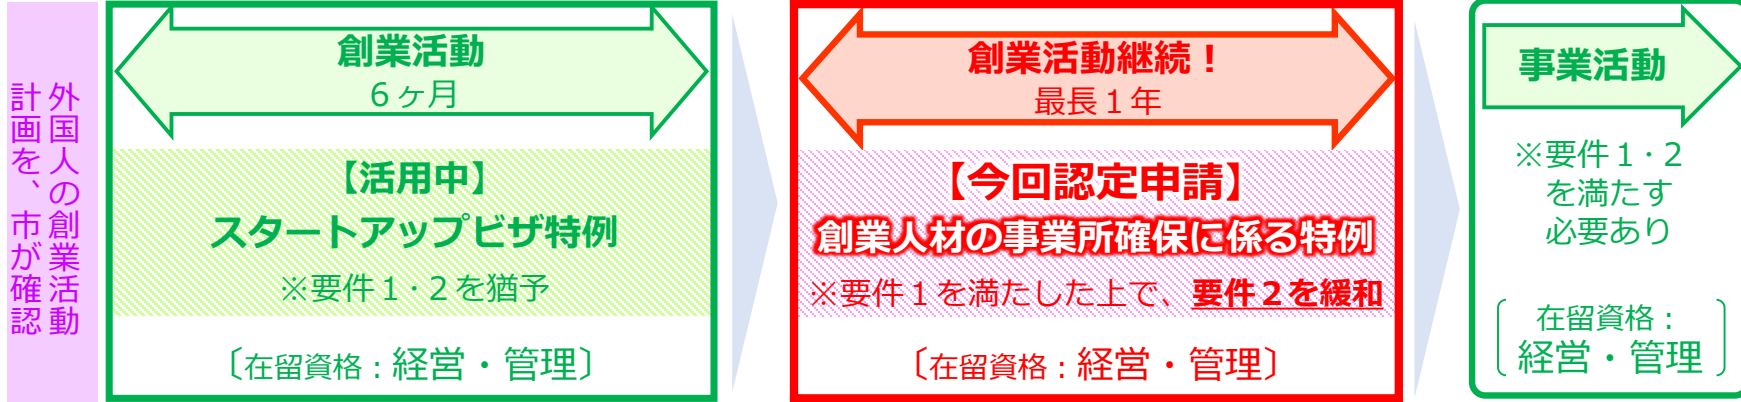 外国人の創業活動
計画を、市が確認
創業活動
６ヶ月
【活用中】
スタートアップビザ特例
※要件１・２を猶予
〔在留資格：経営・管理〕
創業活動継続！
最長１年
【今回認定申請】
創業人材の事業所確保に係る特例
※要件１を満たした上で、要件２を緩和
〔在留資格：経営・管理〕
事業活動
※要件１・２
を満たす
必要あり
在留資格：
経営・管理